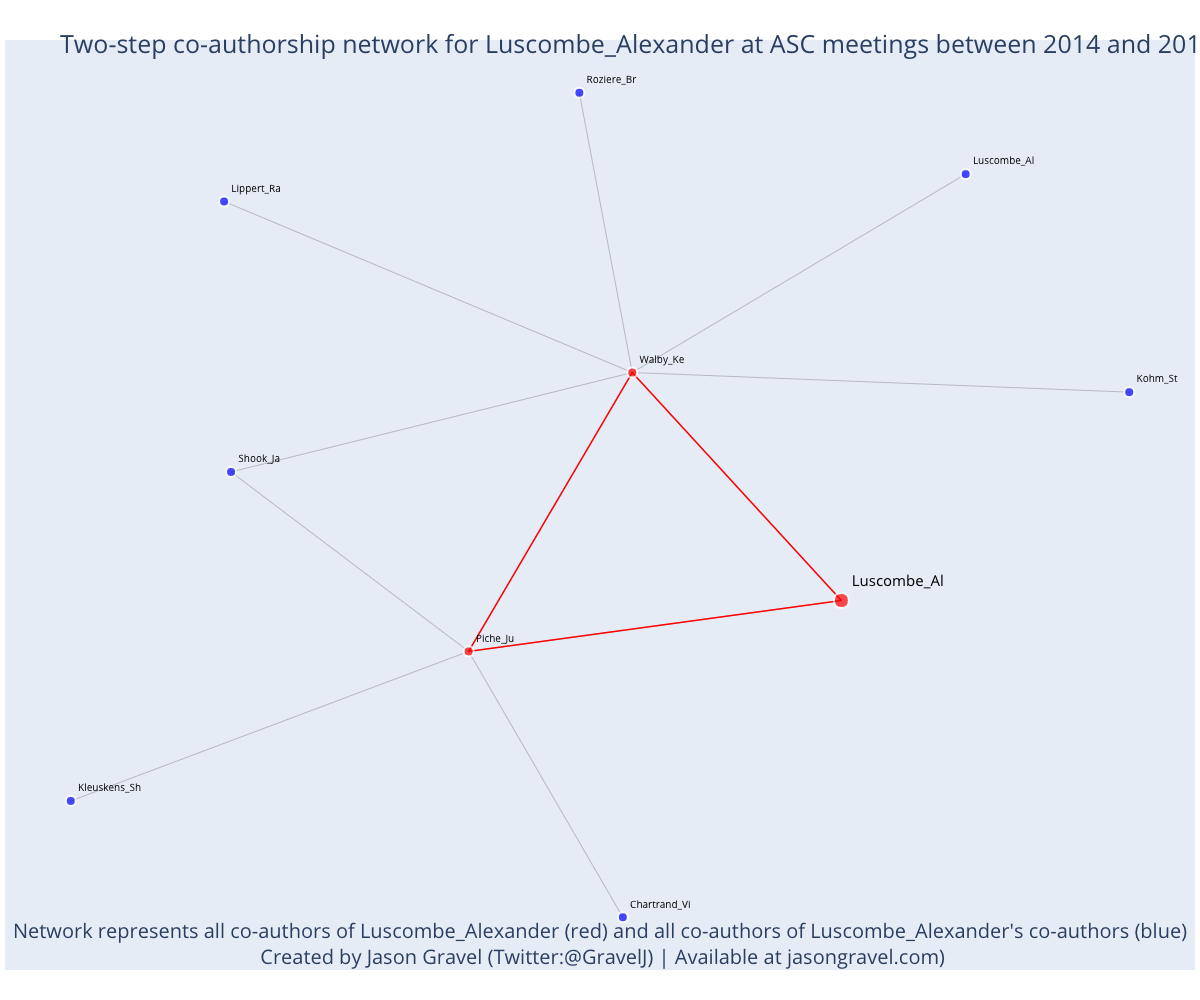 Two-step co-authorship network for Luscombe_Alexander at ASC meetings between 2014 and 201
Roziere_Br
Luscombe_Al
Lippert_Ra
Walby_Ke
Kohm_St
Shook_Ja
Luscombe_Al
Piche_Ju
Kleuskens_Sh
Chartrand_Vi
Network represents all co-authors of Luscombe_Alexander (red) and all co-authors of Luscombe_Alexander's co-authors (blue)
Created by Jason Gravel (Twitter:@GravelJ) | Available at jasongravel.com)